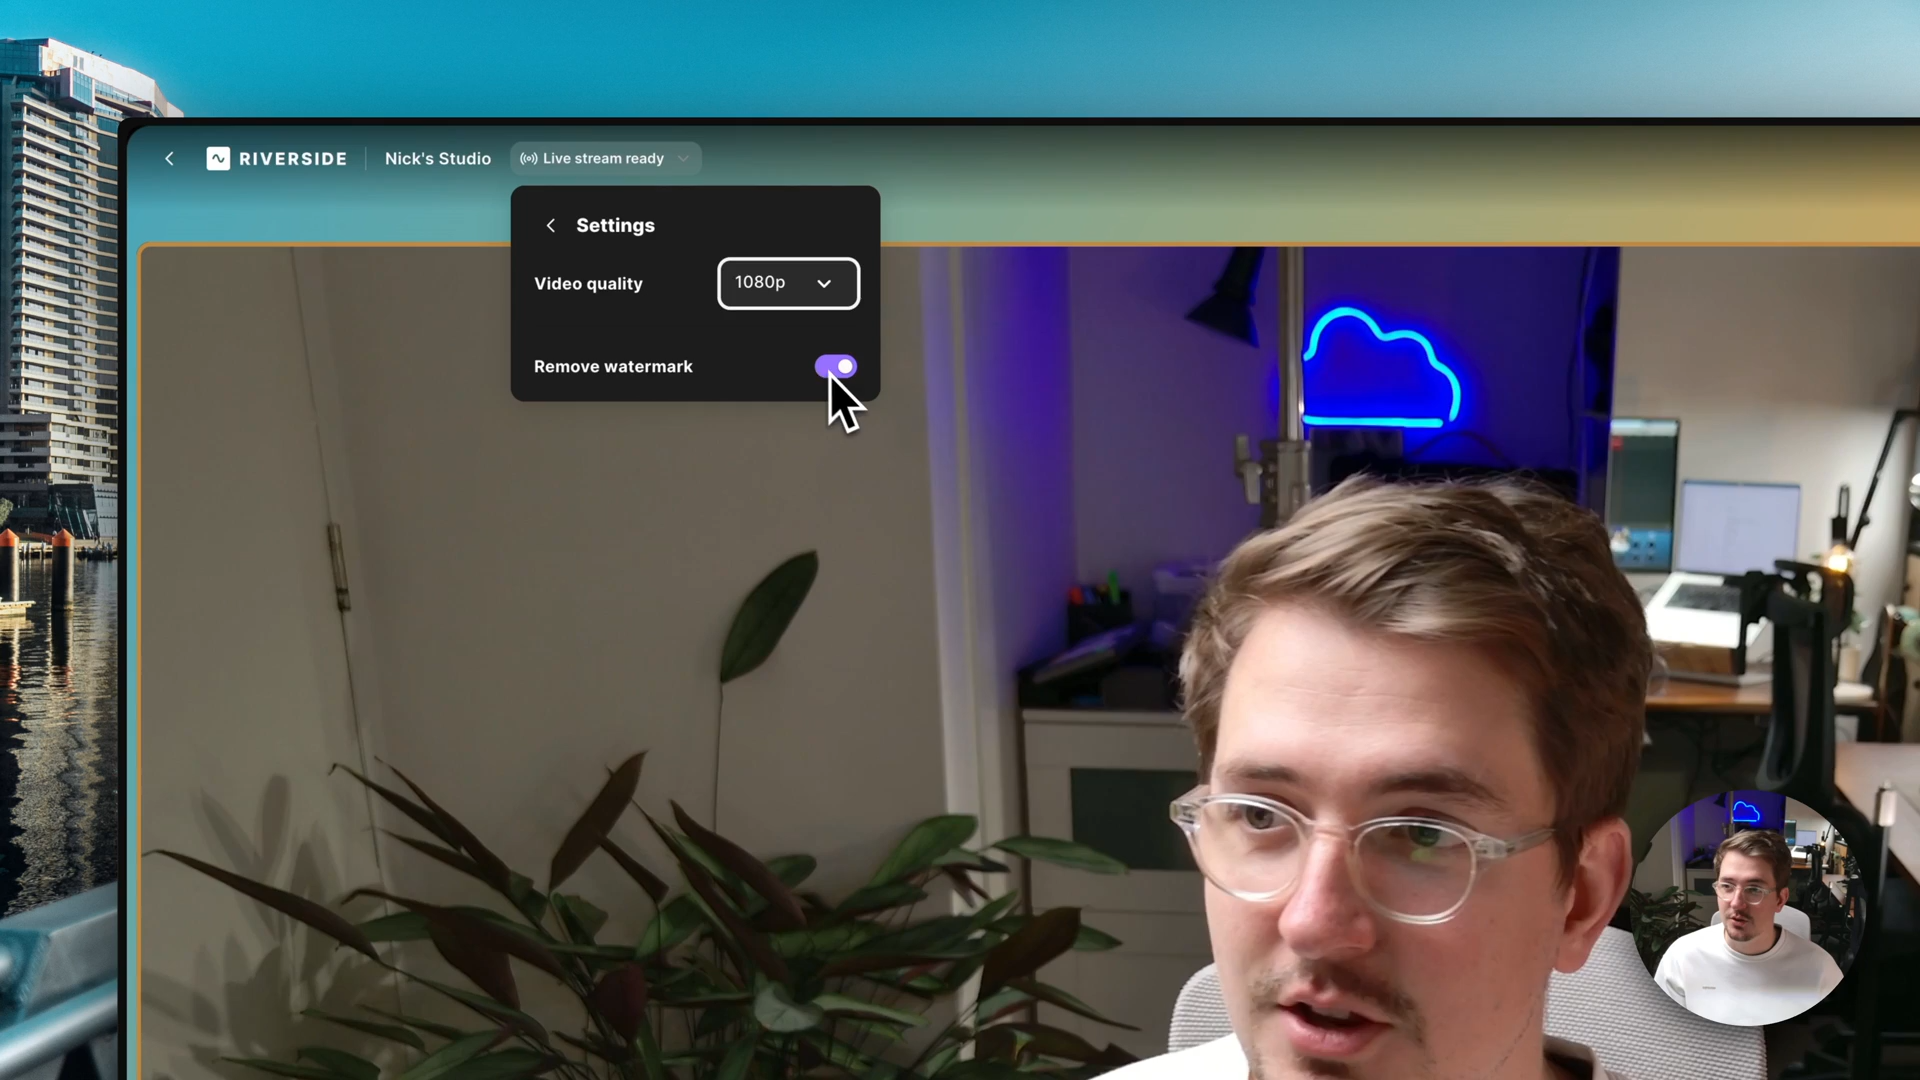 RIVERSIDE
Nick's Studio
Live stream ready
Settings
Video quality
1080p
Remove watermark